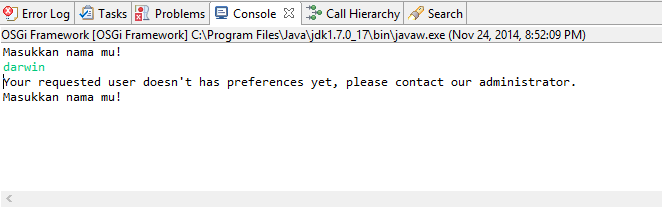 Error Log Tasks Problems Console Call Hierarchy Search
OSGi Framework [OSGi Framework] C:\Program Files\Java\jdk1.7.0_17\bin\javaw.exe (Nov 24, 2014, 8:52:09 PM)
Masukkan nama mu!
darwin
Your requested user doesn't has preferences yet, please contact our administrator.
Masukkan nama mu!